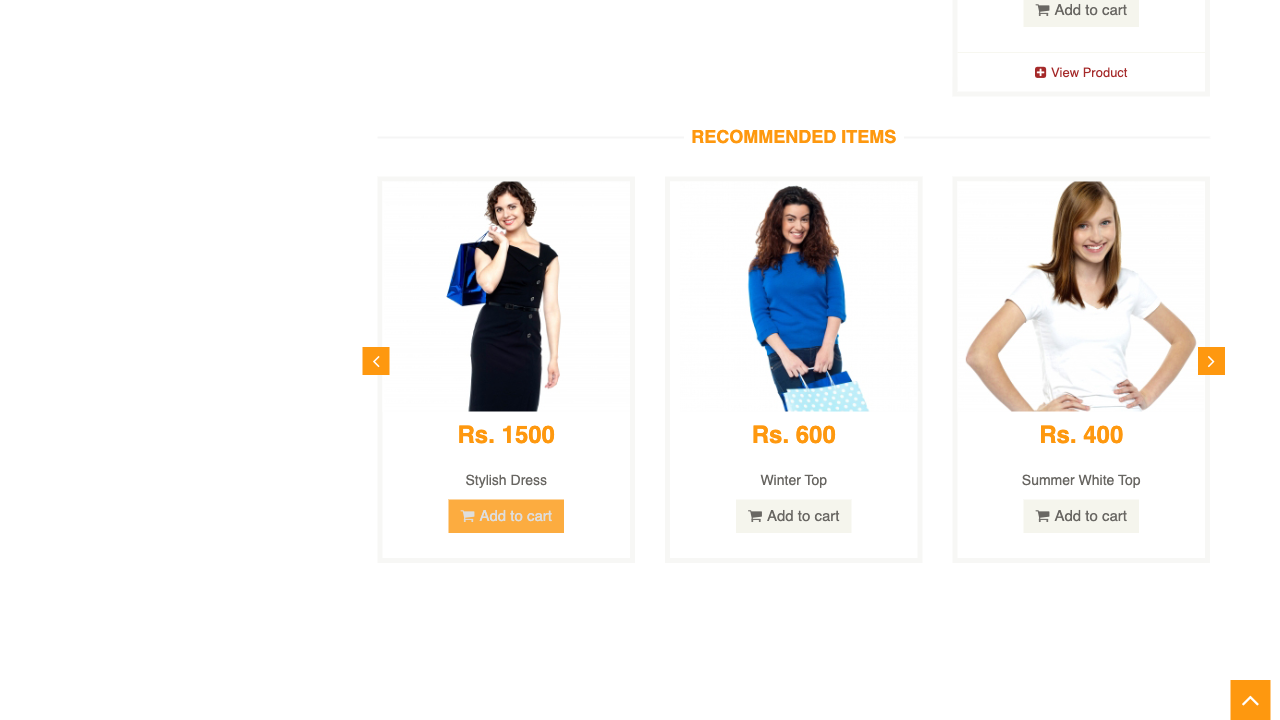 Add to cart
View Product
RECOMMENDED ITEMS
Rs. 1500
Stylish Dress
Add to cart
Rs. 600
Winter Top
Add to cart
Rs. 400
Summer White Top
Add to cart